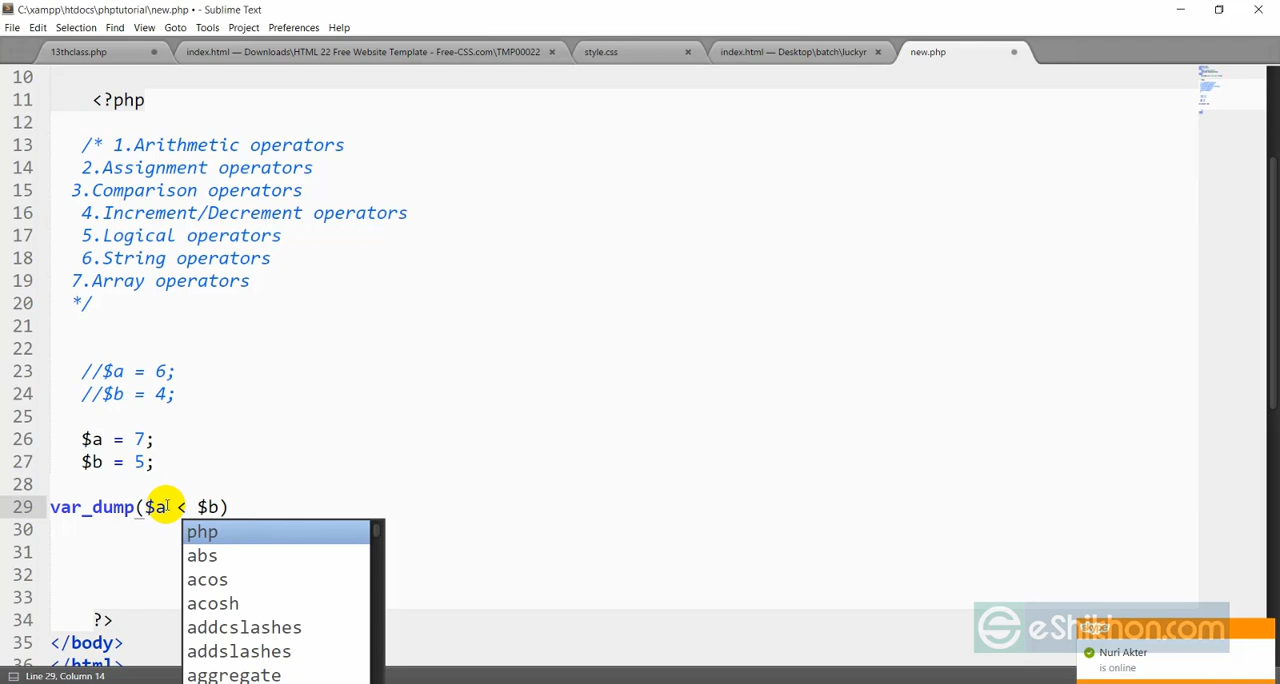 C:\xampp\htdocs\phptutorial\new.php • - Sublime Text
File Edit Selection Find View Goto Tools Project Preferences Help
13thclass.php
index.html — Downloads\HTML 22 Free Website Template - Free-CSS.com\TMP00022
style.css
index.html — Desktop\batch\luckyr
new.php
10
11 <?php
12
13 /* 1.Arithmetic operators
14 2.Assignment operators
15 3.Comparison operators
16 4.Increment/Decrement operators
17 5.Logical operators
18 6.String operators
19 7.Array operators
20 */
21
22
23 //$a = 6;
24 //$b = 4;
25
26 $a = 7;
27 $b = 5;
28
29 var_dump($a < $b)
30
31
32
33
34 ?>
35 </body>
36 </html>
php
abs
acos
acosh
addcslashes
addslashes
aggregate
eShikhon.com
skype
Nuri Akter
is online
Line 29, Column 14